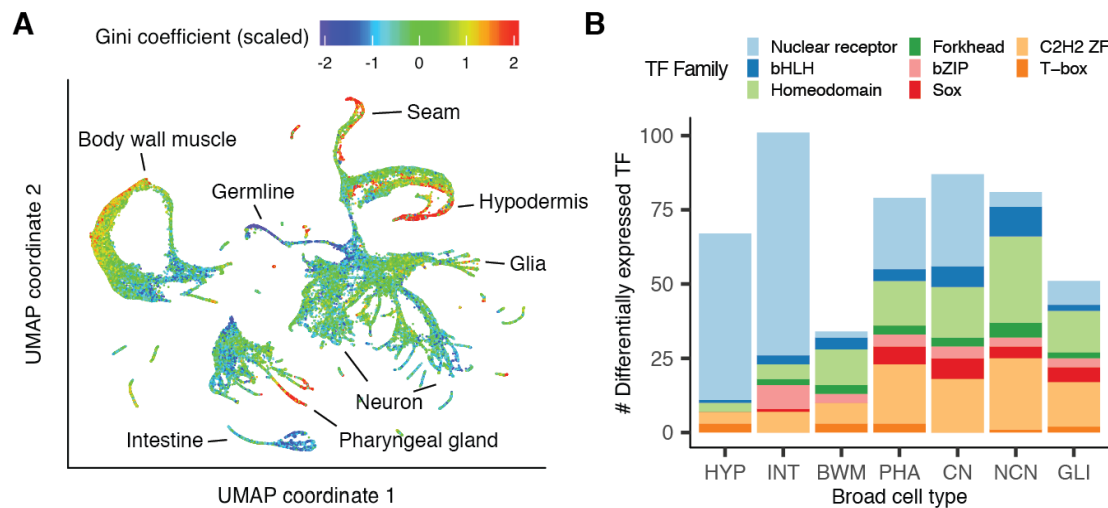 A
Gini coefficient (scaled)
-2 -1 0 1 2
UMAP coordinate 2
Seam
Body wall muscle
Germline
Hypodermis
Glia
Neuron
Intestine
Pharyngeal gland
UMAP coordinate 1
B
TF Family
Nuclear receptor
bHLH
Homeodomain
Forkhead
bZIP
Sox
C2H2 ZF
T-box
# Differentially expressed TF
100
75
50
25
0
HYP INT BWM PHA CN NCN GLI
Broad cell type